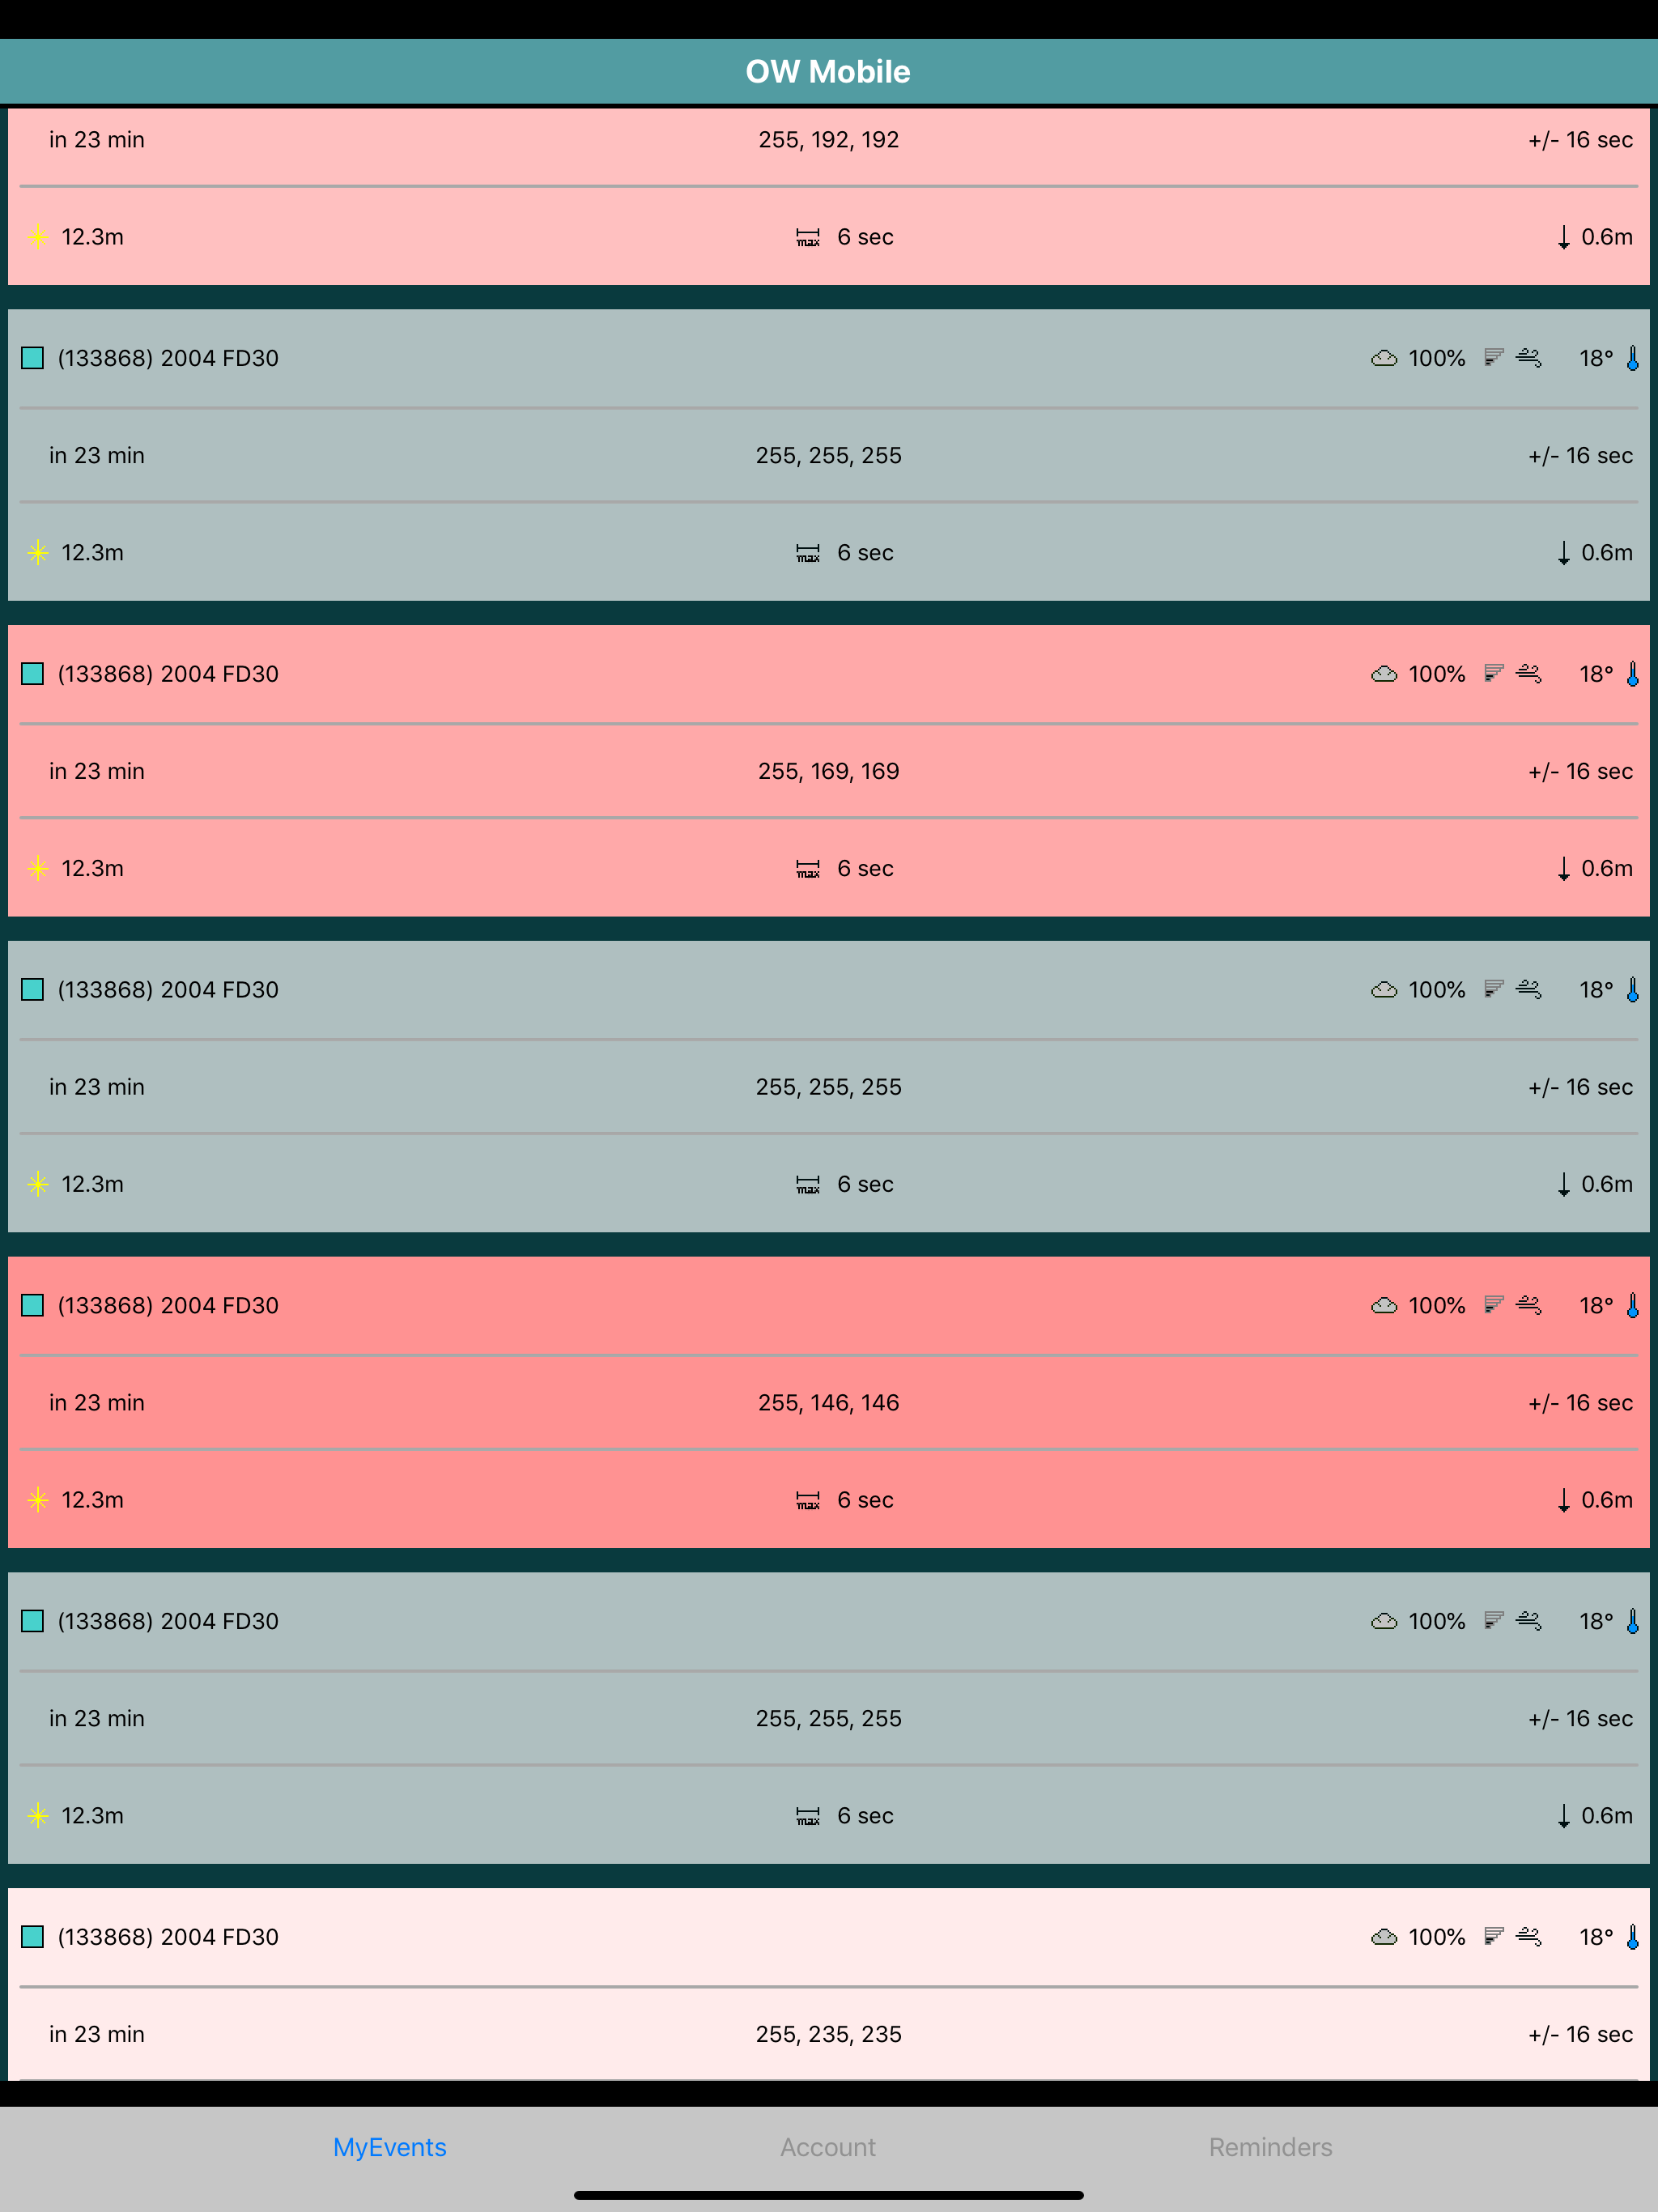 OW Mobile
in 23 min 255, 192, 192 +/- 16 sec
12.3m max 6 sec 0.6m
(133868) 2004 FD30 100% 18°
in 23 min 255, 255, 255 +/- 16 sec
12.3m max 6 sec 0.6m
(133868) 2004 FD30 100% 18°
in 23 min 255, 169, 169 +/- 16 sec
12.3m max 6 sec 0.6m
(133868) 2004 FD30 100% 18°
in 23 min 255, 255, 255 +/- 16 sec
12.3m max 6 sec 0.6m
(133868) 2004 FD30 100% 18°
in 23 min 255, 146, 146 +/- 16 sec
12.3m max 6 sec 0.6m
(133868) 2004 FD30 100% 18°
in 23 min 255, 255, 255 +/- 16 sec
12.3m max 6 sec 0.6m
(133868) 2004 FD30 100% 18°
in 23 min 255, 235, 235 +/- 16 sec
MyEvents Account Reminders